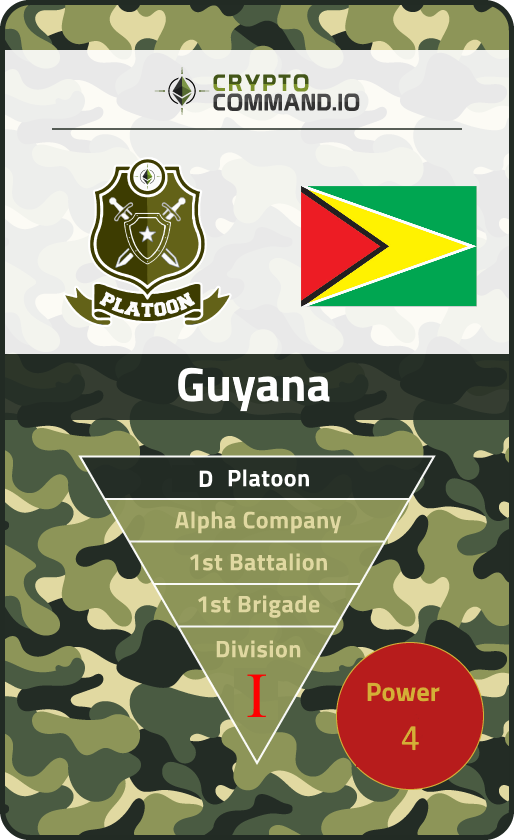 CRYPTO
COMMAND.IO
PLATOON
Guyana
D Platoon
Alpha Company
1st Battalion
1st Brigade
Division
I
Power
4